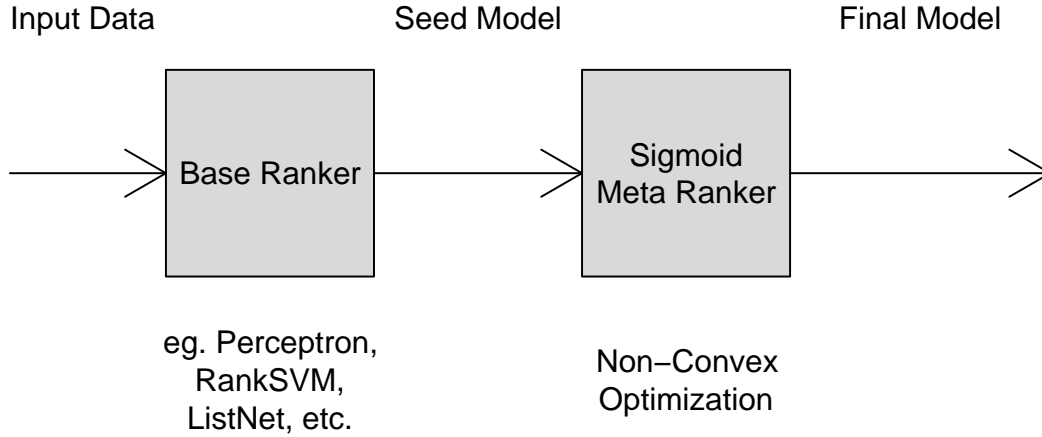 Input Data
Seed Model
Final Model
Base Ranker
Sigmoid
Meta Ranker
eg. Perceptron,
RankSVM,
ListNet, etc.
Non−Convex
Optimization